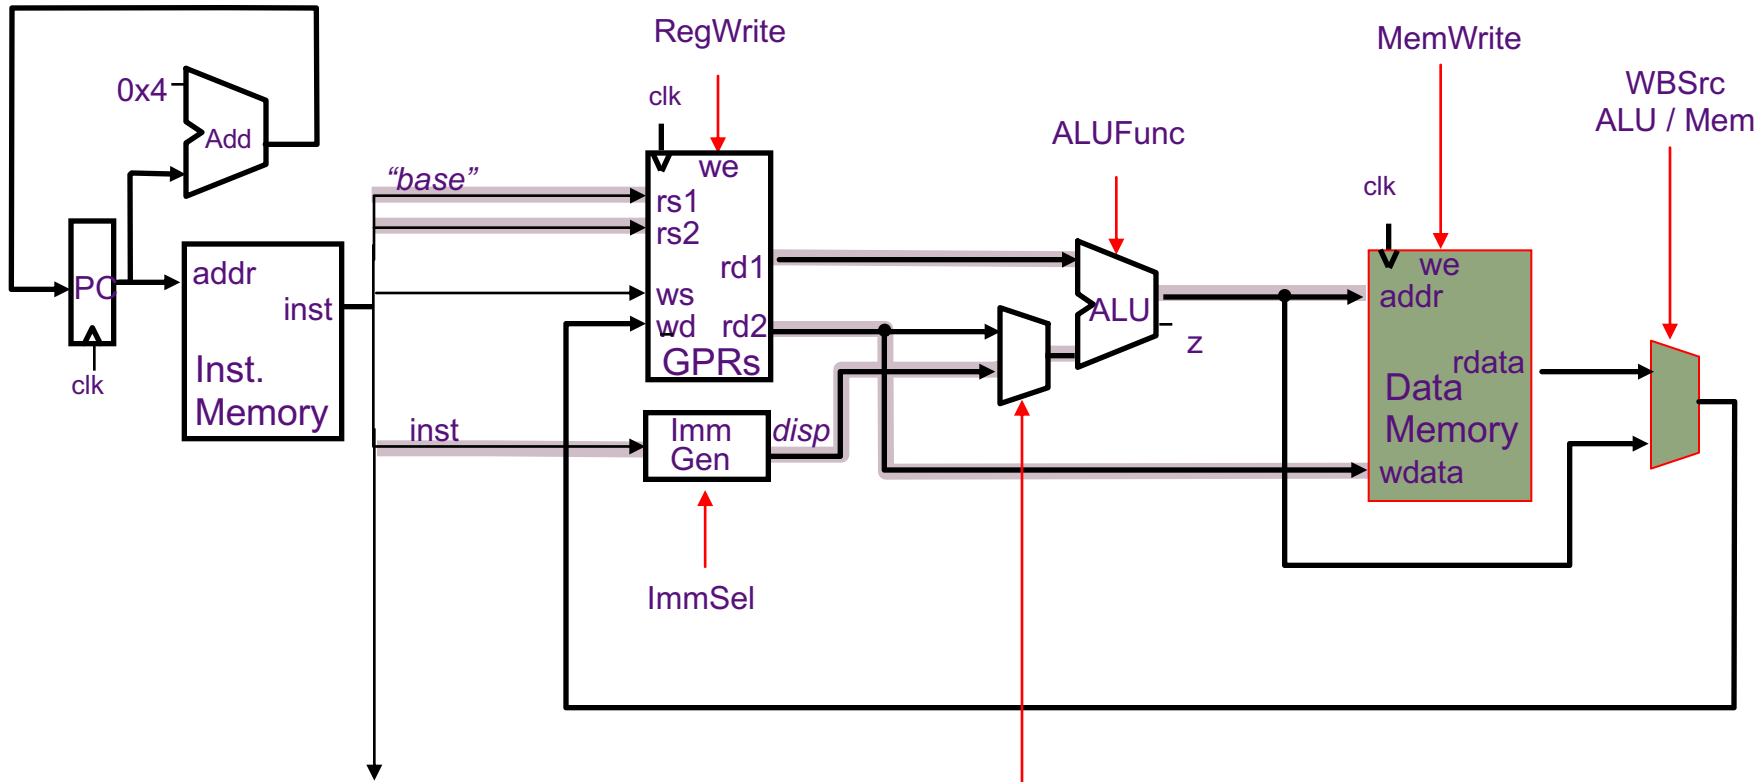 RegWrite
MemWrite
WBSrc
ALU / Mem
0x4
Add
clk
ALUFunc
"base"
we
rs1
rs2
clk
PC
addr
inst
rd1
ws
wd
rd2
GPRs
ALU
z
we
addr
rdata
Data
Memory
wdata
clk
Inst.
Memory
inst
Imm
Gen
disp
ImmSel